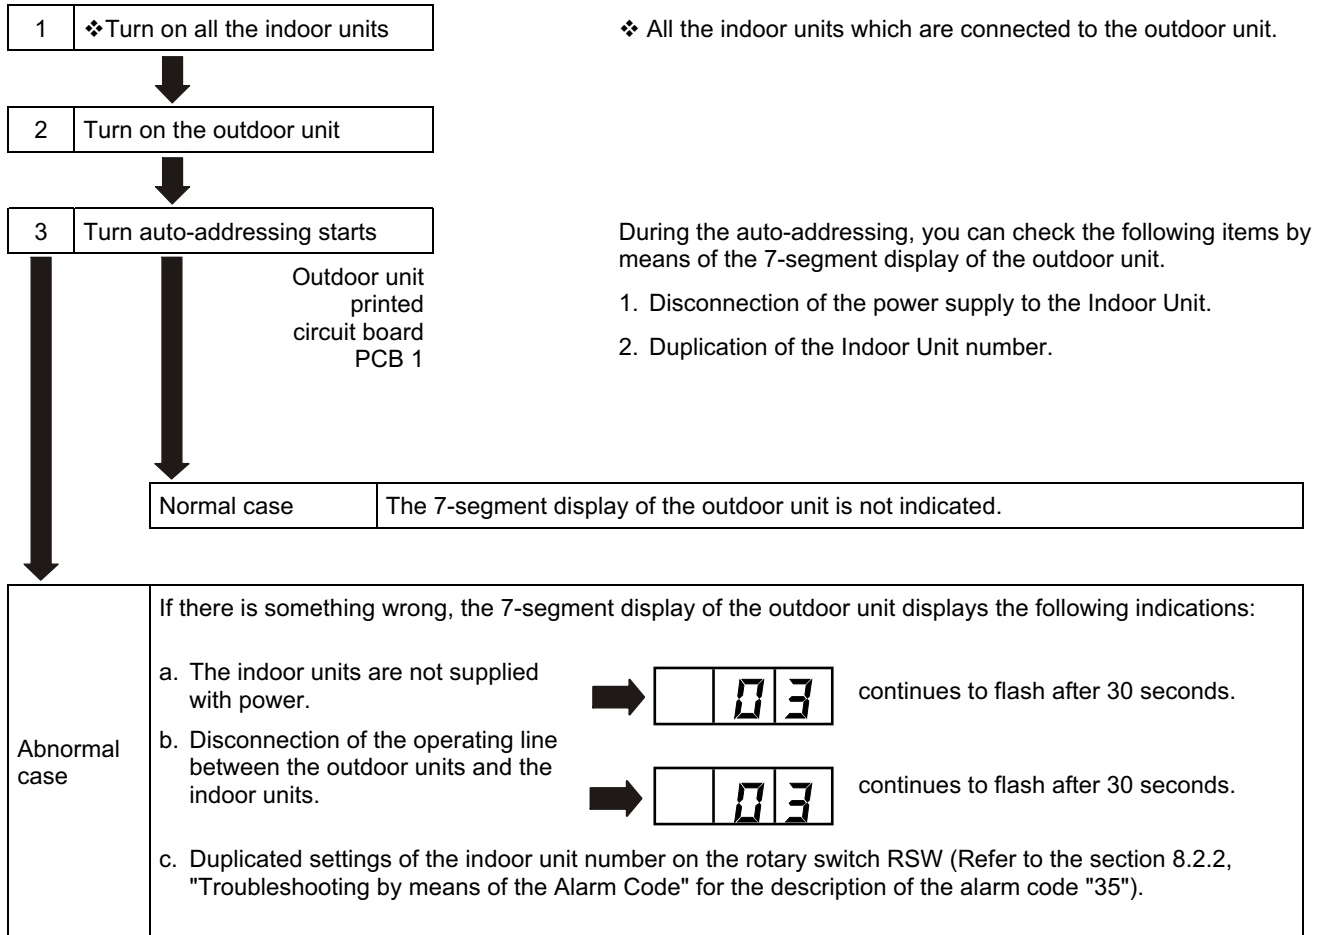 1 ❖Turn on all the indoor units
❖ All the indoor units which are connected to the outdoor unit.
2 Turn on the outdoor unit
3 Turn auto-addressing starts
Outdoor unit
printed
circuit board
PCB 1
During the auto-addressing, you can check the following items by
means of the 7-segment display of the outdoor unit.
1. Disconnection of the power supply to the Indoor Unit.
2. Duplication of the Indoor Unit number.
Normal case The 7-segment display of the outdoor unit is not indicated.
Abnormal
case
If there is something wrong, the 7-segment display of the outdoor unit displays the following indications:
a. The indoor units are not supplied
with power.
03 continues to flash after 30 seconds.
b. Disconnection of the operating line
between the outdoor units and the
indoor units.
03 continues to flash after 30 seconds.
c. Duplicated settings of the indoor unit number on the rotary switch RSW (Refer to the section 8.2.2,
"Troubleshooting by means of the Alarm Code" for the description of the alarm code "35").